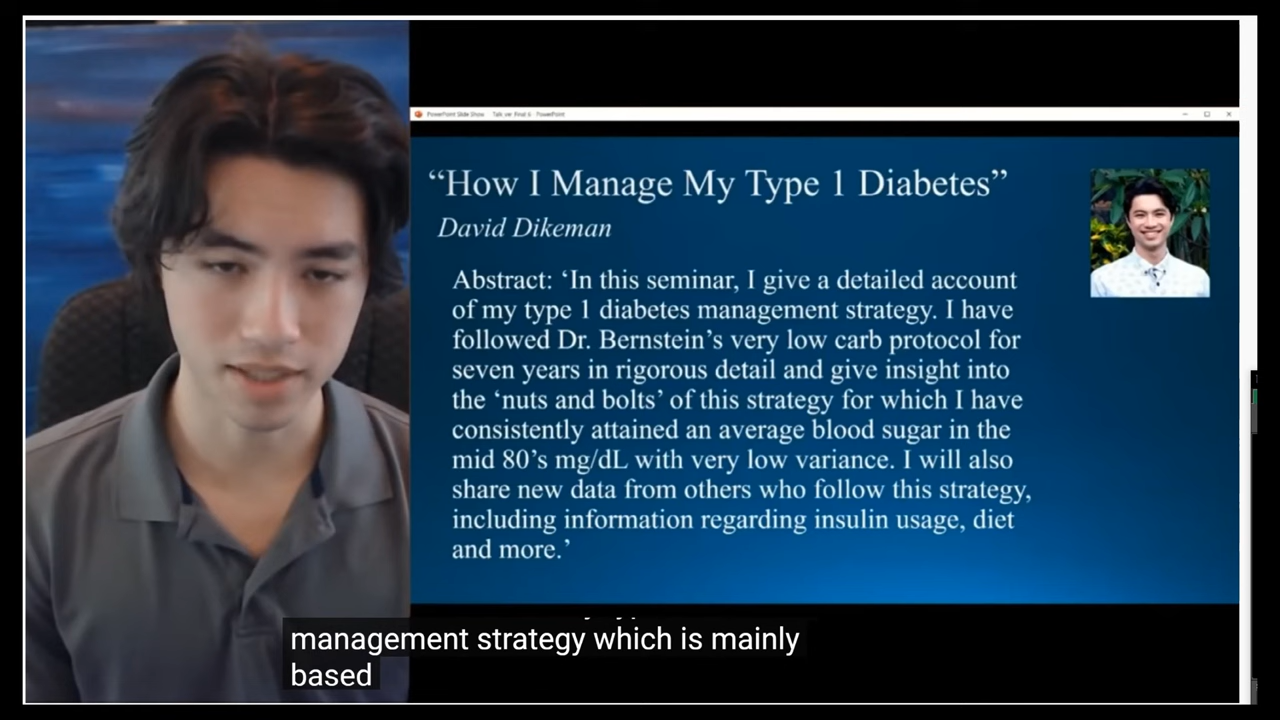 PowerPoint Slide Show
PowerPoint
“How I Manage My Type 1 Diabetes”
David Dikeman
Abstract: ‘In this seminar, I give a detailed account
of my type 1 diabetes management strategy. I have
followed Dr. Bernstein’s very low carb protocol for
seven years in rigorous detail and give insight into
the ‘nuts and bolts’ of this strategy for which I have
consistently attained an average blood sugar in the
mid 80’s mg/dL with very low variance. I will also
share new data from others who follow this strategy,
including information regarding insulin usage, diet
and more.’
management strategy which is mainly
based